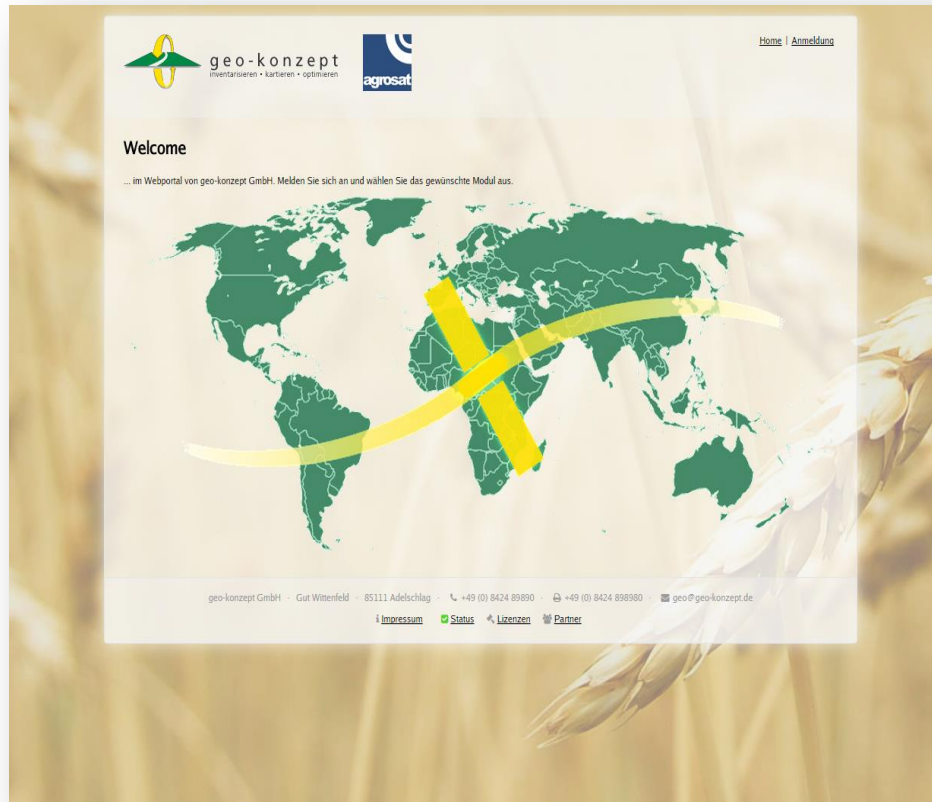 geo-konzept
inventarisieren • kartieren • optimieren
agrosat
Home | Anmeldung
Welcome
... im Webportal von geo-konzept GmbH. Melden Sie sich an und wählen Sie das gewünschte Modul aus.
geo-konzept GmbH · Gut Wittenfeld · 85111 Adelschlag · +49 (0) 8424 89890 · +49 (0) 8424 898980 · geo@geo-konzept.de
Impressum Status Lizenzen Partner